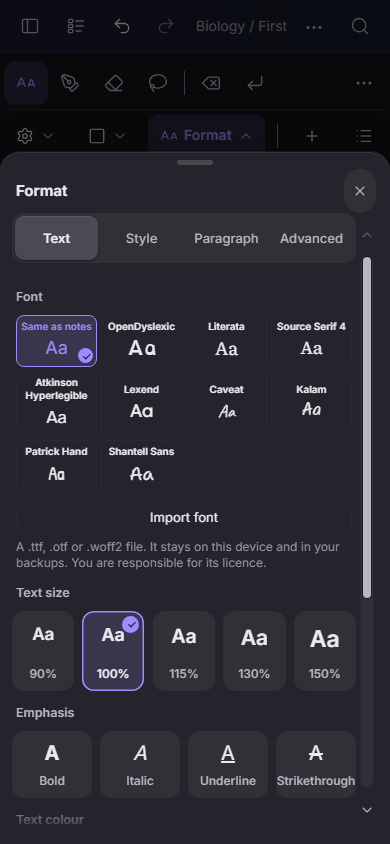 Biology / First
Aa
Aa Format
Format
Text Style Paragraph Advanced
Font
Same as notes OpenDyslexic Literata Source Serif 4
Aa Aa Aa Aa
Atkinson
Hyperlegible Lexend Caveat Kalam
Aa Aa Aa Aa
Patrick Hand Shantell Sans
Aa Aa
Import font
A .ttf, .otf or .woff2 file. It stays on this device and in your
backups. You are responsible for its licence.
Text size
Aa Aa Aa Aa Aa
90% 100% 115% 130% 150%
Emphasis
A A A A
Bold Italic Underline Strikethrough
Text colour